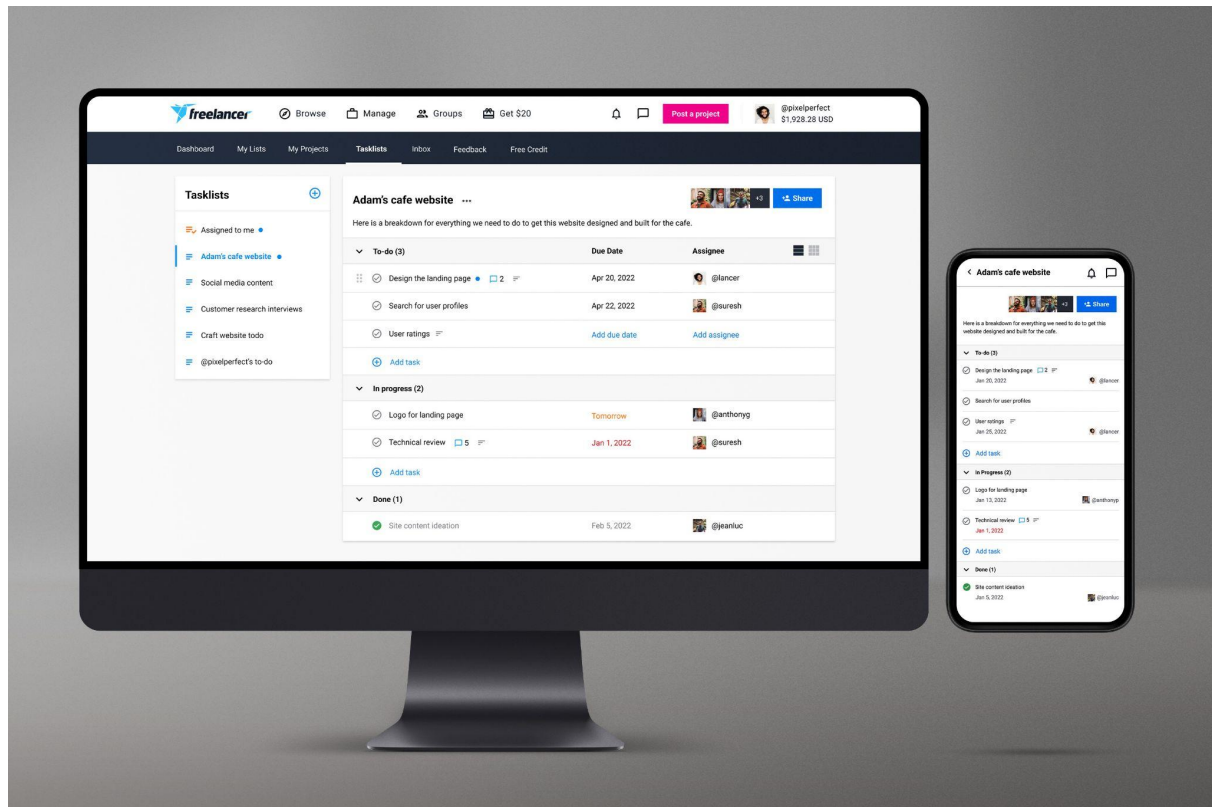 freelancer Browse Manage Groups Get $20 Post a project @pixelperfect
$1,928.28 USD
Dashboard My Lists My Projects Tasklists Inbox Feedback Free Credit
Tasklists
Assigned to me
Adam's cafe website
Social media content
Customer research interviews
Craft website todo
@pixelperfect's to-do
Adam's cafe website ... +3 Share
Here is a breakdown for everything we need to do to get this website designed and built for the cafe.
To-do (3) Due Date Assignee
Design the landing page 2 Apr 20, 2022 @lancer
Search for user profiles Apr 22, 2022 @suresh
User ratings Add due date Add assignee
Add task
In progress (2)
Logo for landing page Tomorrow @anthonyg
Technical review 5 Jan 1, 2022 @suresh
Add task
Done (1)
Site content ideation Feb 5, 2022 @jeanluc
Adam's cafe website
+3 Share
Here is a breakdown for everything we need to do to get this
website designed and built for the cafe.
To-do (3)
Design the landing page 2
Jan 20, 2022 @lancer
Search for user profiles
User ratings
Jan 25, 2022 @lancer
Add task
In Progress (2)
Logo for landing page
Jan 13, 2022 @anthonyp
Technical review 5
Jan 1, 2022
Add task
Done (1)
Site content ideation
Jan 5, 2022 @jeanluc